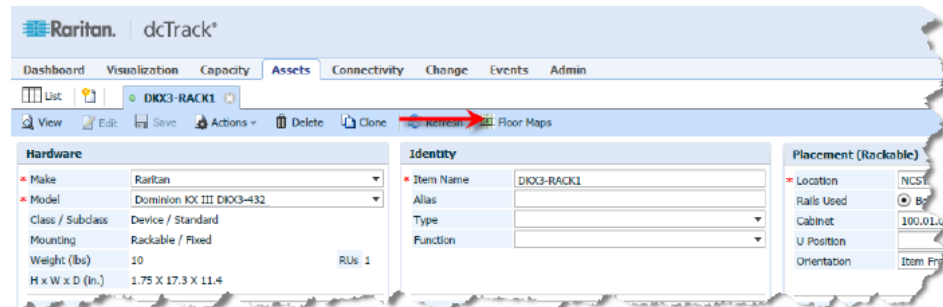 Raritan. dcTrack®
Dashboard Visualization Capacity Assets Connectivity Change Events Admin
List DKX3-RACK1
View Edit Save Actions Delete Clone Refresh Floor Maps
Hardware
* Make Raritan
* Model Dominion KX III DKX3-432
Class / Subclass Device / Standard
Mounting Rackable / Fixed
Weight (lbs) 10 RUs 1
H x W x D (in.) 1.75 X 17.3 X 11.4
Identity
* Item Name DKX3-RACK1
Alias
Type
Function
Placement (Rackable)
* Location NCST
Rails Used
Cabinet 100.01.
U Position
Orientation Item Fr